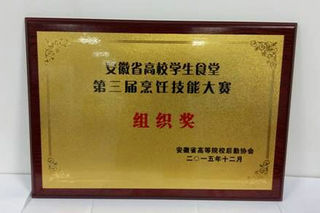 安徽省高校学生食堂
第三届烹饪技能大赛
组织奖
安徽省高等院校后勤协会
二〇一五年十二月